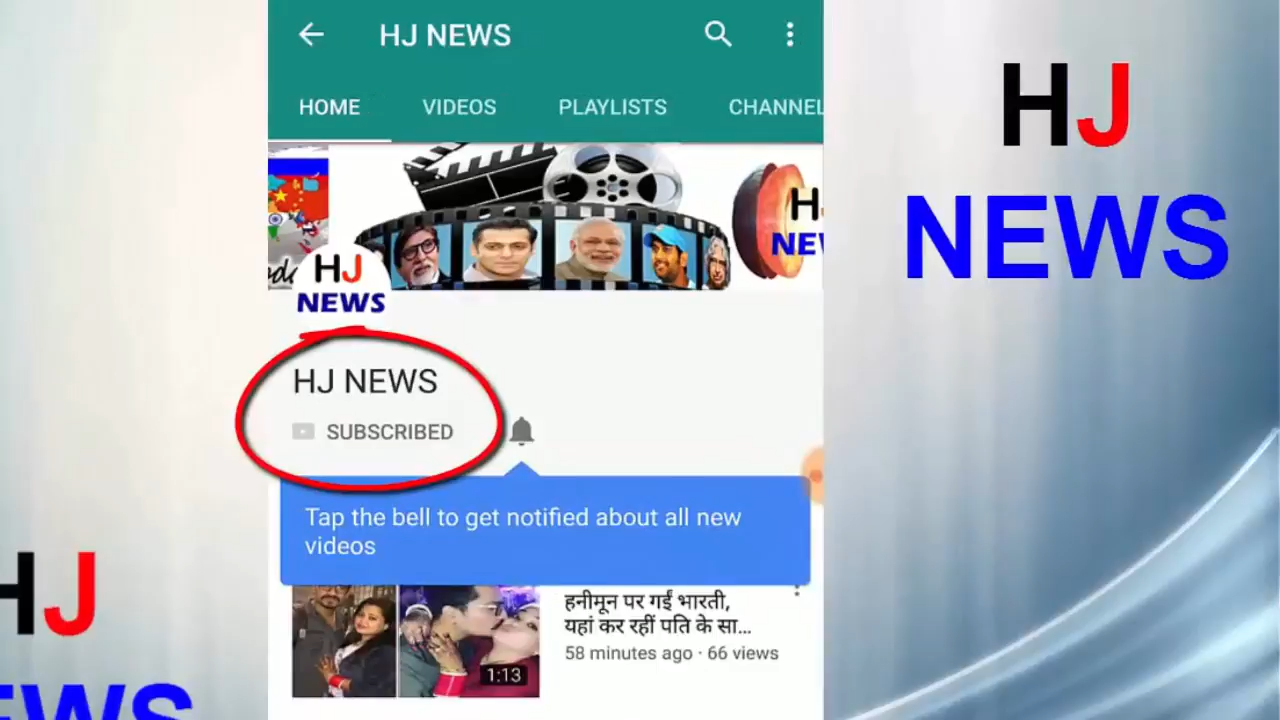 HJ NEWS
HOME VIDEOS PLAYLISTS CHANNEL
HJ
NEWS
HJ
NEWS
HJ NEWS
SUBSCRIBED
Tap the bell to get notified about all new
videos
हनीमून पर गईं भारती,
यहां कर रहीं पति के सा...
58 minutes ago · 66 views
1:13
HJ
NEWS